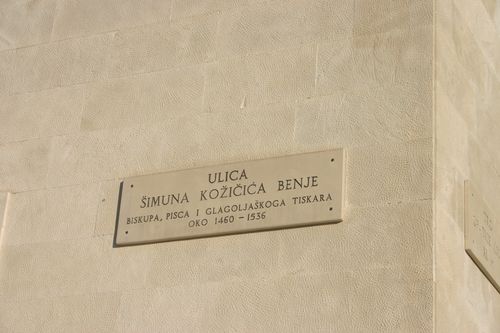 ULICA
ŠIMUNA KOŽIČIĆA BENJE
BISKUPA, PISCA I GLAGOLJAŠKOGA TISKARA
OKO 1460 – 1536